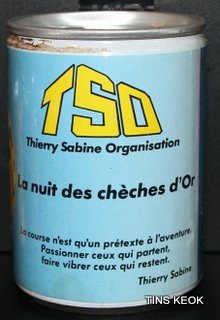 TSO
Thierry Sabine Organisation
La nuit des chèches d'Or
La course n'est qu'un prétexte à l'aventure.
Passionner ceux qui partent,
faire vibrer ceux qui restent.
Thierry Sabine
TINS KEOK